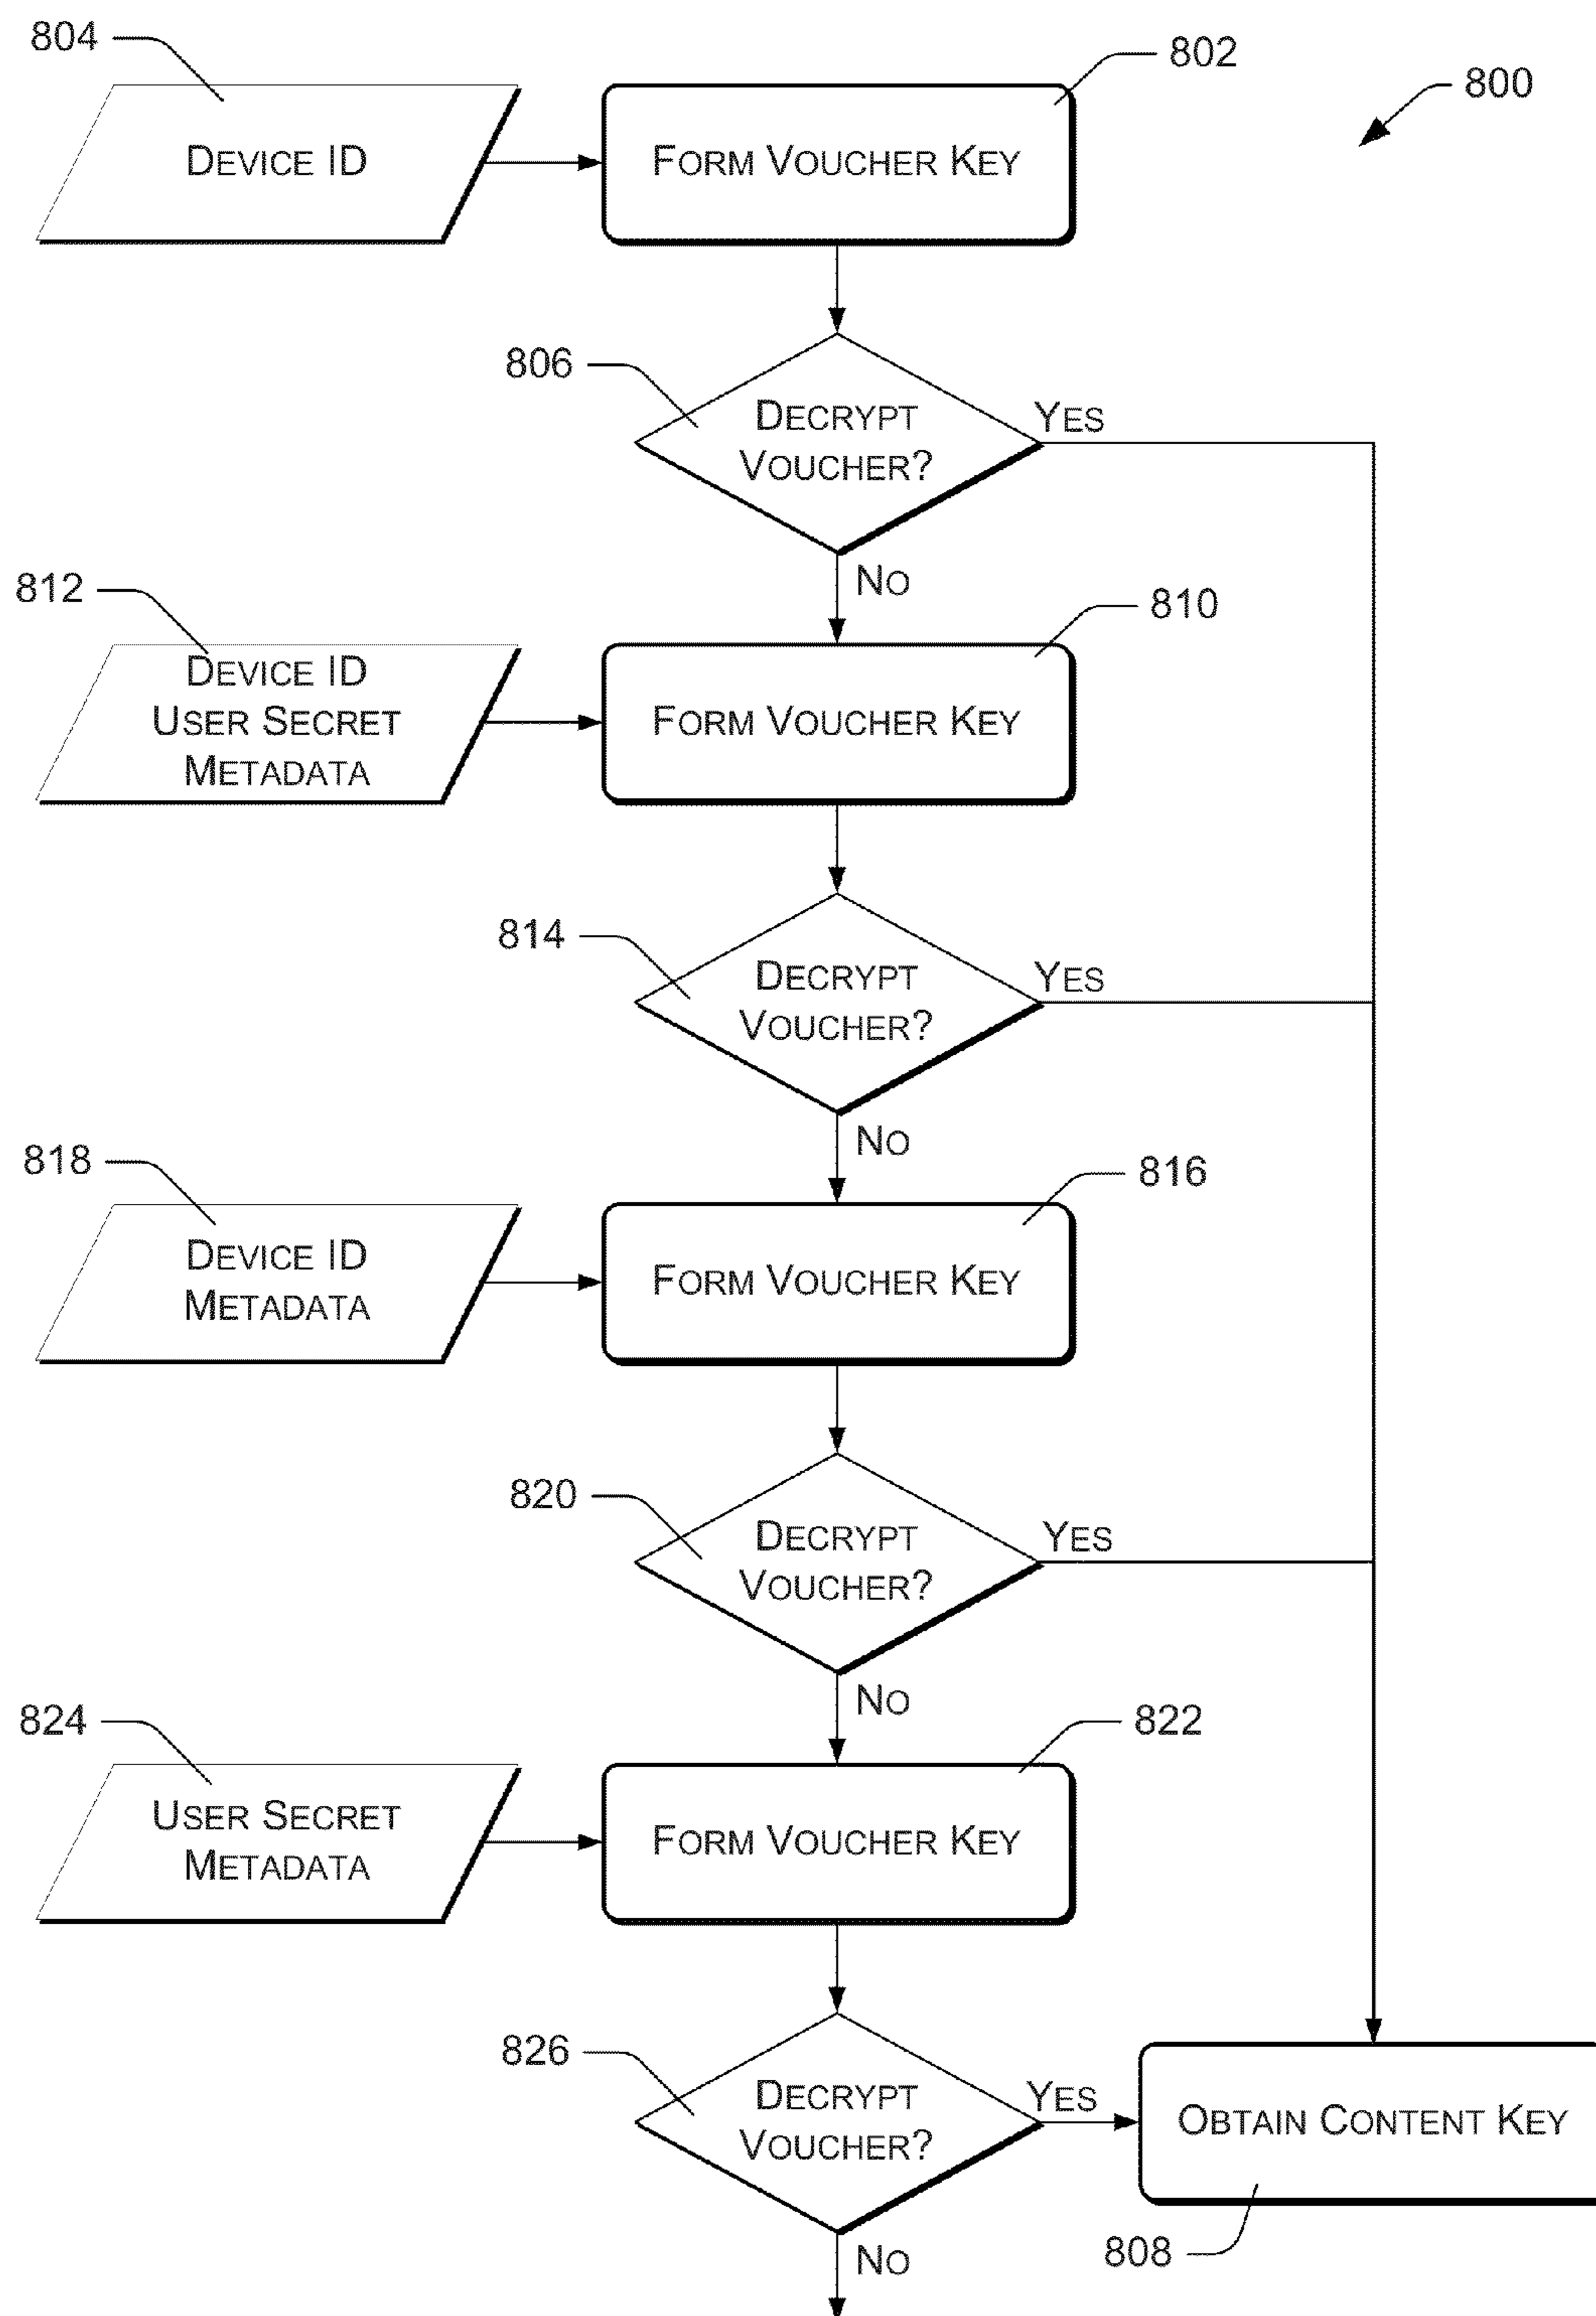 804
802
800
DEVICE ID
FORM VOUCHER KEY
806
DECRYPT
VOUCHER?
YES
NO
812
810
DEVICE ID
USER SECRET
METADATA
FORM VOUCHER KEY
814
DECRYPT
VOUCHER?
YES
NO
818
816
DEVICE ID
METADATA
FORM VOUCHER KEY
820
DECRYPT
VOUCHER?
YES
NO
824
822
USER SECRET
METADATA
FORM VOUCHER KEY
826
DECRYPT
VOUCHER?
YES
OBTAIN CONTENT KEY
808
NO